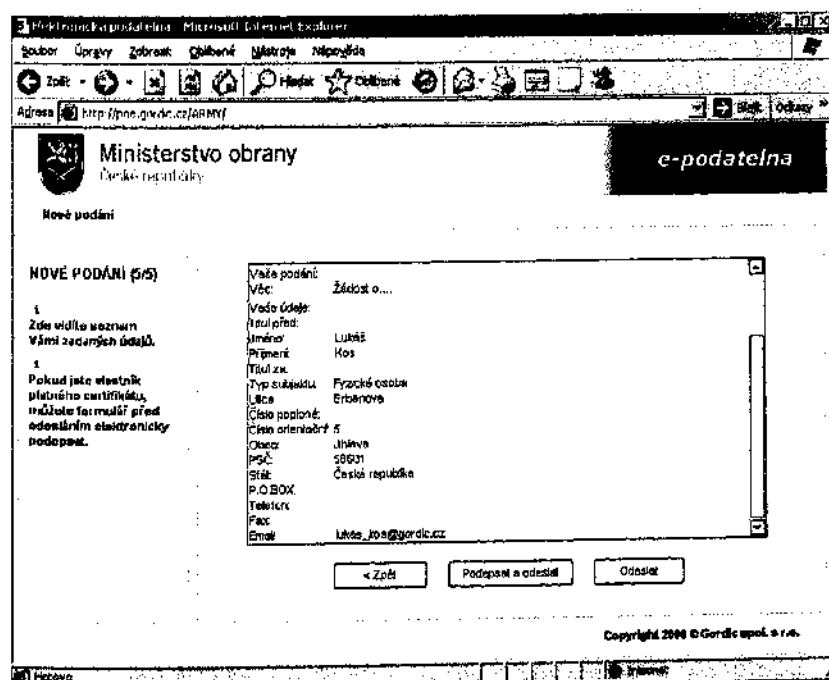 Elektronická podatelna - Microsoft Internet Explorer
Soubor Úpravy Zobrazit Oblíbené Nástroje Nápověda
Zpět Hledat Oblíbené
Adresa http://poe.gordic.cz/ARMY/ Přejít Odkazy »
Ministerstvo obrany
České republiky
e-podatelna
Nové podání
NOVÉ PODÁNÍ (5/5)
i
Zde vidíte seznam
Vámi zadaných údajů.
i
Pokud jste vlastník
platného certifikátu,
můžete formulář před
odesláním elektronicky
podepsat.
Vaše podání:
Věc: Žádost o....
Vaše údaje:
Titul před:
Jméno: Lukáš
Příjmení: Kos
Titul za:
Typ subjektu: Fyzická osoba
Ulice: Erbenova
Číslo popisné:
Číslo orientační: 5
Obec: Jihlava
PSČ: 58601
Stát: Česká republika
P.O.BOX:
Telefon:
Fax:
Email: lukas_kos@gordic.cz
< Zpět Podepsat a odeslat Odeslat
Copyright 2006 © Gordic spol. s r.o.
Hotovo Internet